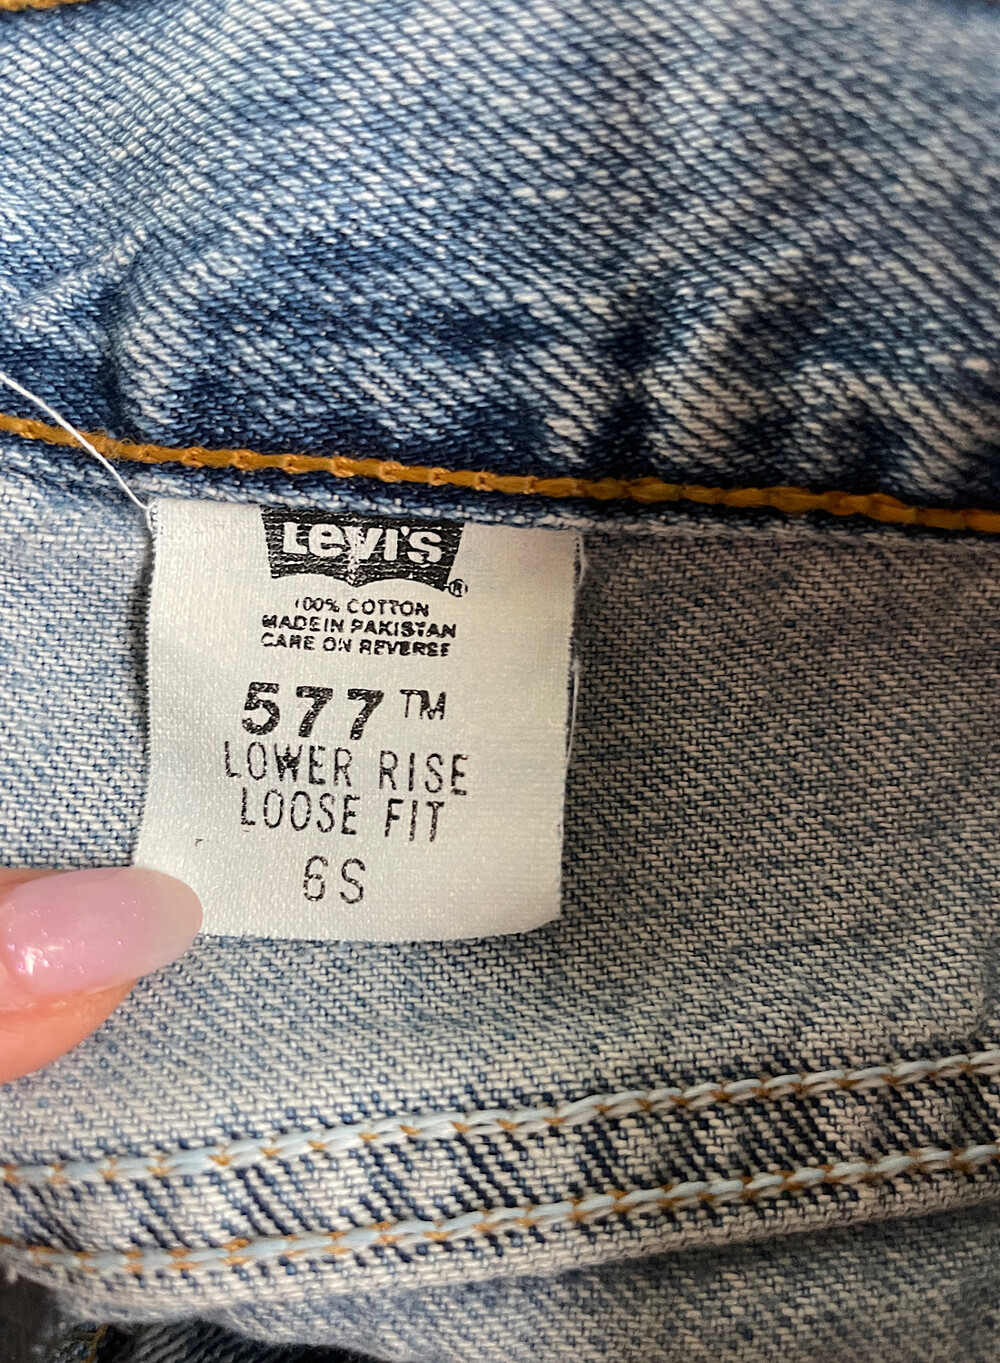 Levi's®
100% COTTON
MADE IN PAKISTAN
CARE ON REVERSE
577™
LOWER RISE
LOOSE FIT
6S